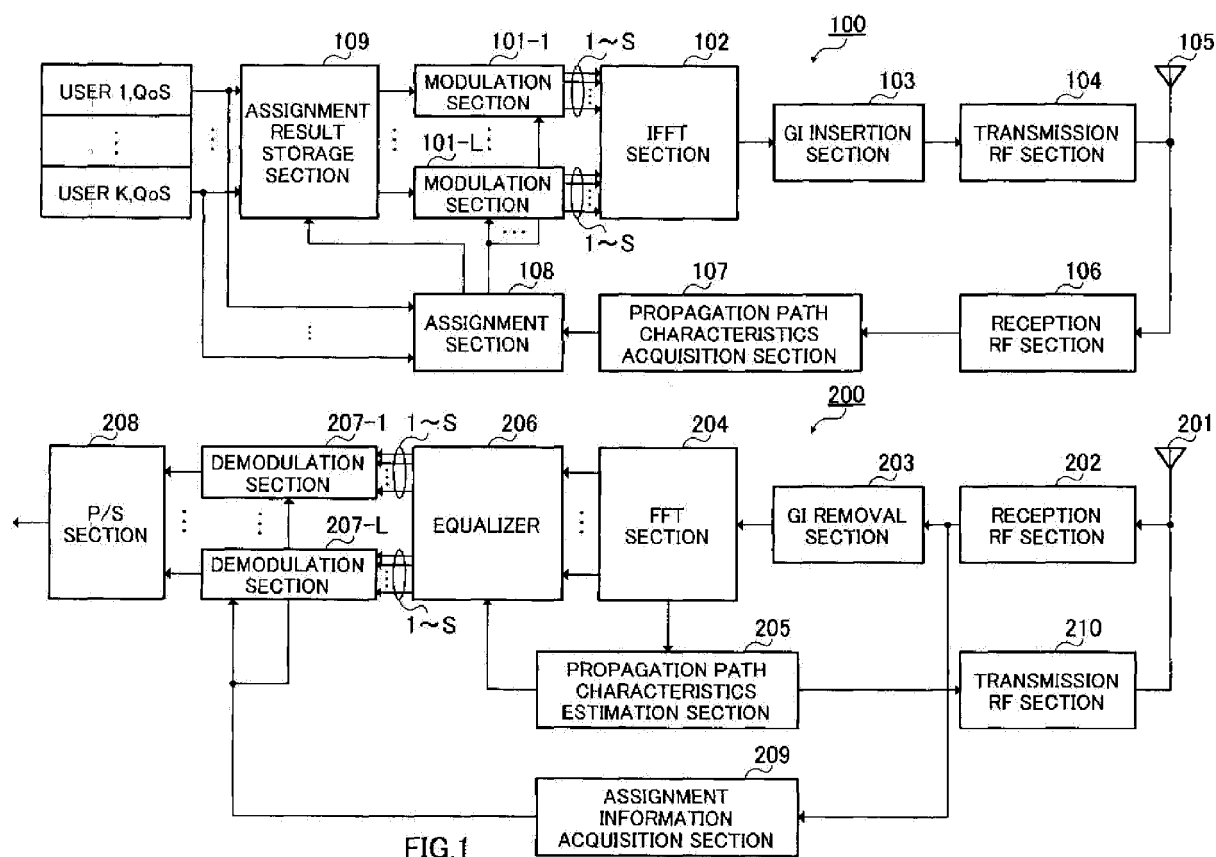 109
101-1
1~S
102
100
105
USER 1,QoS
⋮
USER K,QoS
ASSIGNMENT
RESULT
STORAGE
SECTION
MODULATION
SECTION
101-L
MODULATION
SECTION
1~S
IFFT
SECTION
103
GI INSERTION
SECTION
104
TRANSMISSION
RF SECTION
108
ASSIGNMENT
SECTION
107
PROPAGATION PATH
CHARACTERISTICS
ACQUISITION SECTION
106
RECEPTION
RF SECTION
200
208
P/S
SECTION
207-1
DEMODULATION
SECTION
207-L
DEMODULATION
SECTION
1~S
1~S
206
EQUALIZER
204
FFT
SECTION
203
GI REMOVAL
SECTION
202
RECEPTION
RF SECTION
201
205
PROPAGATION PATH
CHARACTERISTICS
ESTIMATION SECTION
210
TRANSMISSION
RF SECTION
209
ASSIGNMENT
INFORMATION
ACQUISITION SECTION
FIG.1